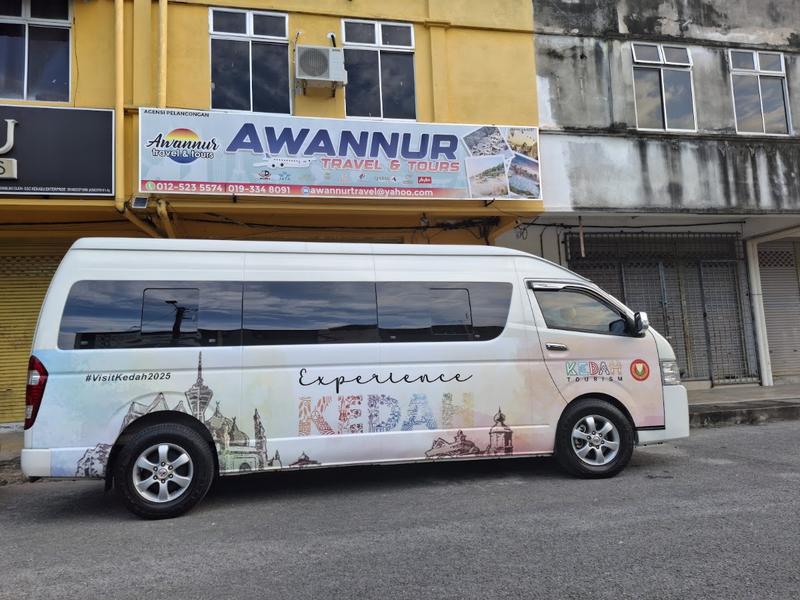 AGENSI PELANCONGAN
Awannur
travel & tours
AWANNUR
TRAVEL & TOURS
012-523 5574 019-334 8091 awannurtravel@yahoo.com
#VisitKedah2025
Experience
KEDAH
KEDAH
TOURISM